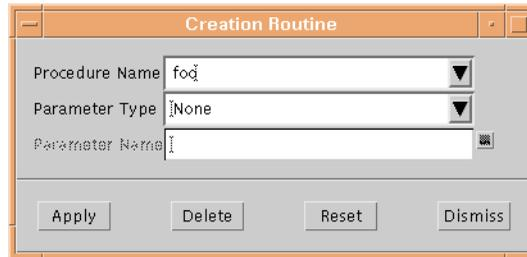 Creation Routine
Procedure Name foo
Parameter Type None
Parameter Name
Apply Delete Reset Dismiss